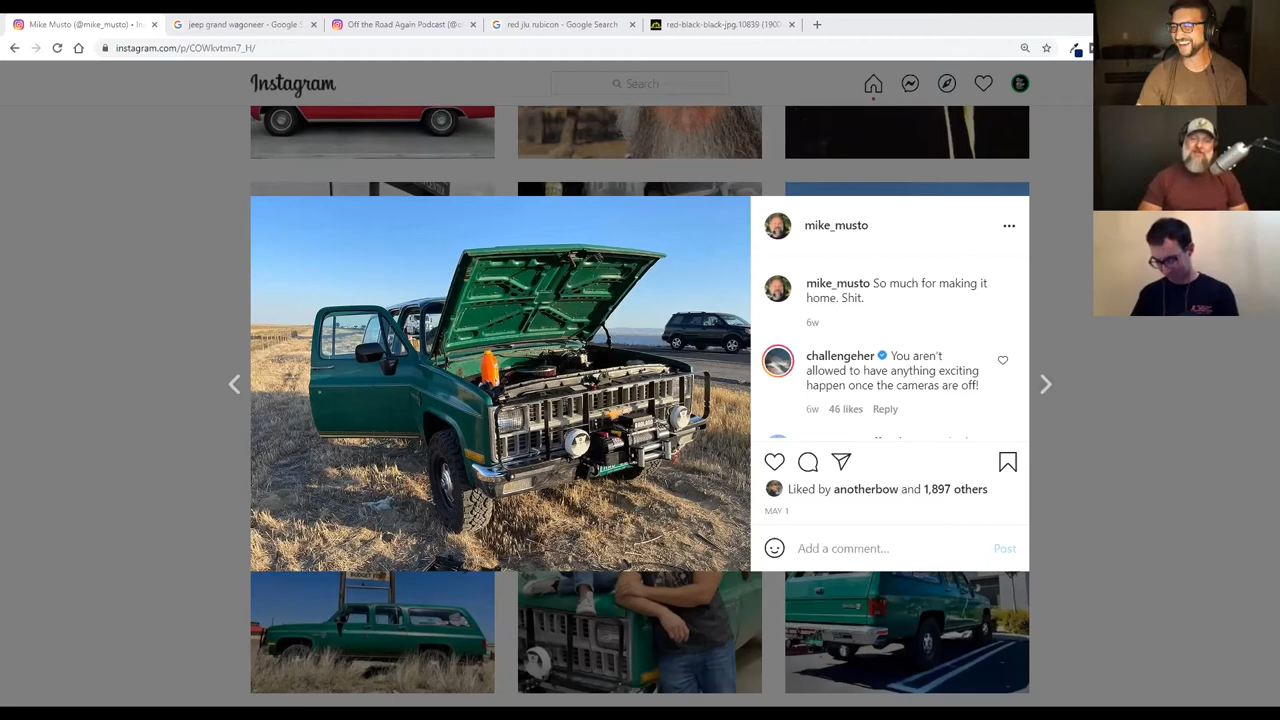 Mike Musto (@mike_musto) • In
jeep grand wagoneer - Google S
Off the Road Again Podcast (@o
red jlu rubicon - Google Search
red-black-black-jpg.10839 (1900
instagram.com/p/COWkvtmn7_H/
Instagram
Search
mike_musto
mike_musto So much for making it
home. Shit.
6w
challengeher You aren't
allowed to have anything exciting
happen once the cameras are off!
6w 46 likes Reply
Liked by anotherbow and 1,897 others
MAY 1
Add a comment...
Post
BUDGET